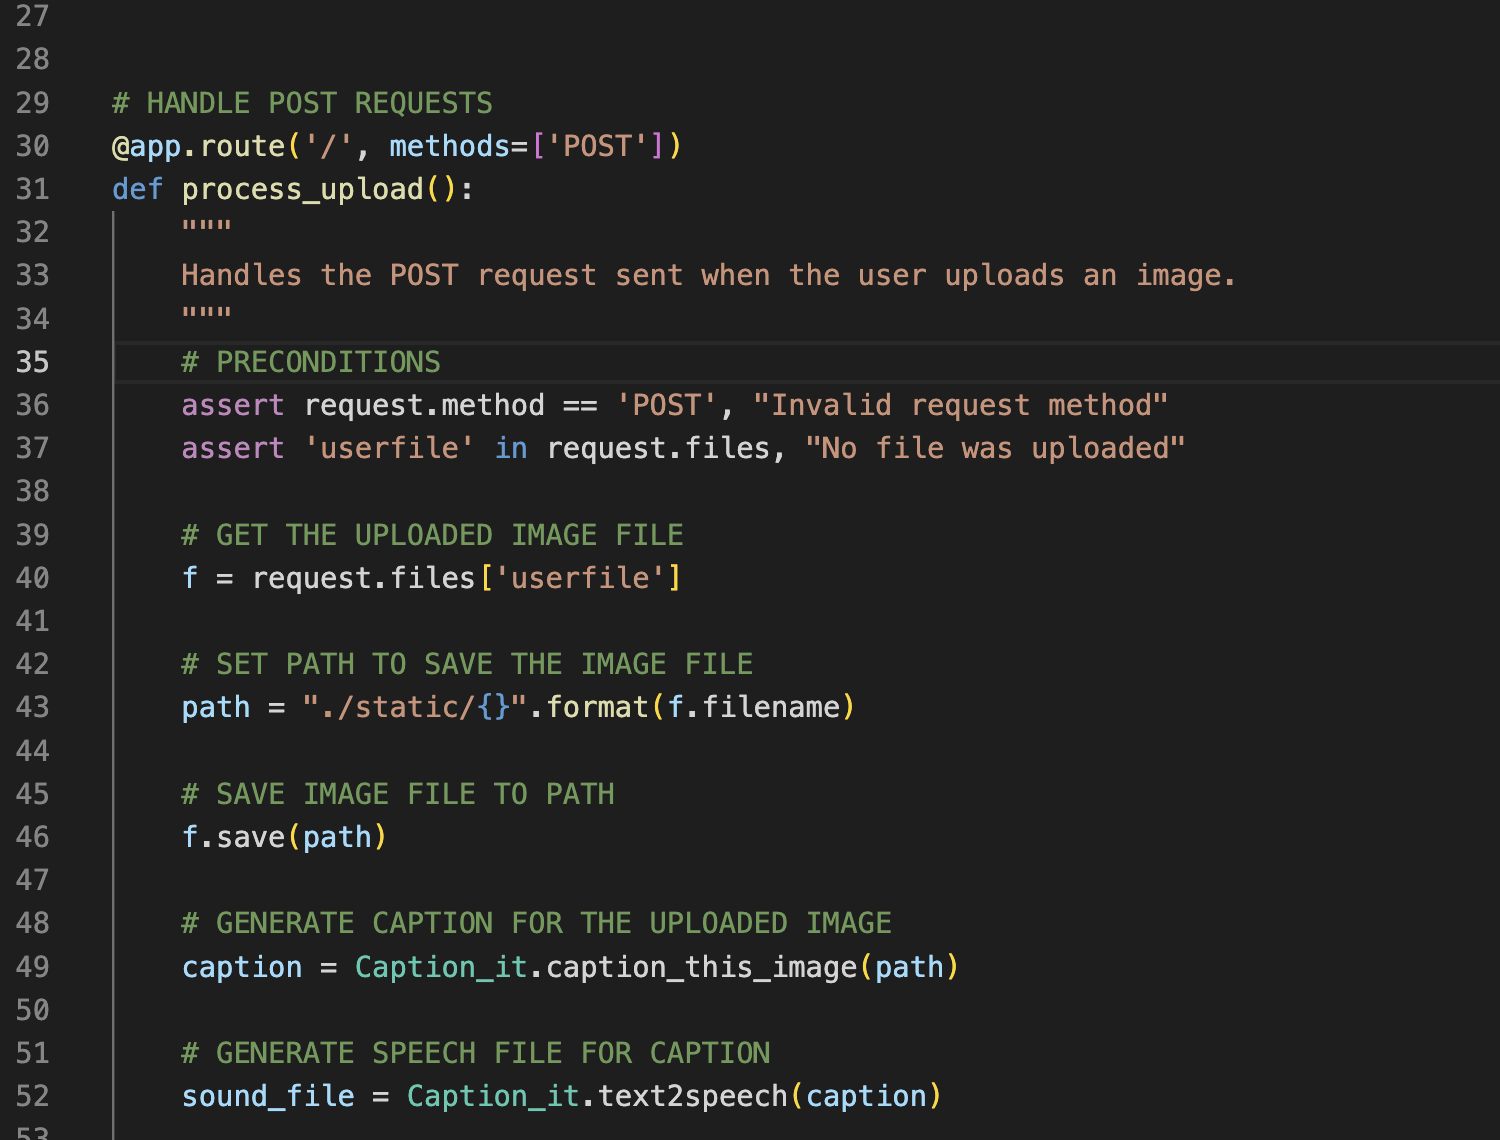 27
28
29 # HANDLE POST REQUESTS
30 @app.route('/', methods=['POST'])
31 def process_upload():
32     """
33     Handles the POST request sent when the user uploads an image.
34     """
35     # PRECONDITIONS
36     assert request.method == 'POST', "Invalid request method"
37     assert 'userfile' in request.files, "No file was uploaded"
38
39     # GET THE UPLOADED IMAGE FILE
40     f = request.files['userfile']
41
42     # SET PATH TO SAVE THE IMAGE FILE
43     path = "./static/{}".format(f.filename)
44
45     # SAVE IMAGE FILE TO PATH
46     f.save(path)
47
48     # GENERATE CAPTION FOR THE UPLOADED IMAGE
49     caption = Caption_it.caption_this_image(path)
50
51     # GENERATE SPEECH FILE FOR CAPTION
52     sound_file = Caption_it.text2speech(caption)
53